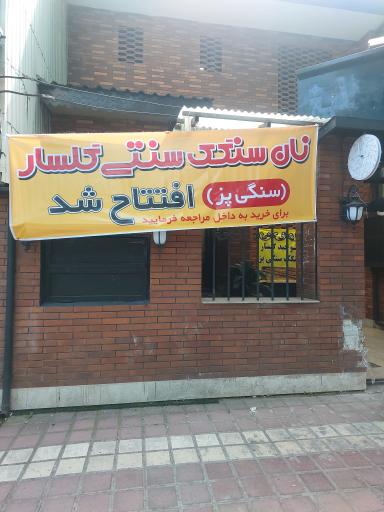 نان سنگک سنتی گلسار
(سنگی پز) افتتاح شد
برای خرید به داخل مراجعه فرمایید